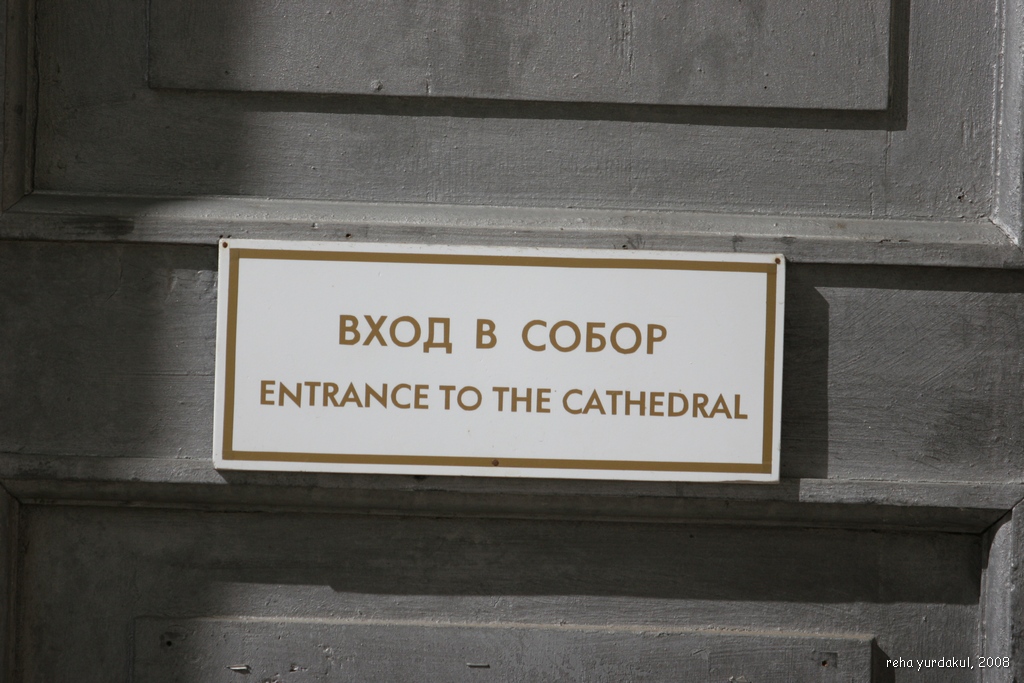 ВХОД В СОБОР
ENTRANCE TO THE CATHEDRAL
reha yurdakul, 2008